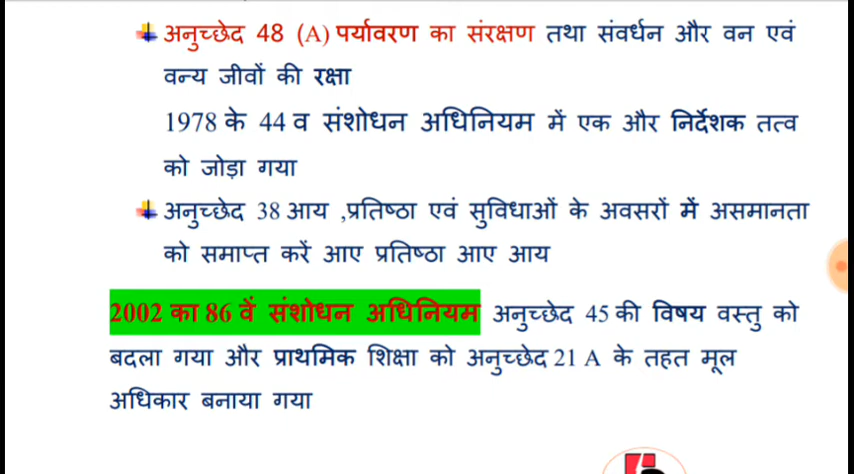 अनुच्छेद 48 (A) पर्यावरण का संरक्षण तथा संवर्धन और वन एवं
वन्य जीवों की रक्षा
1978 के 44 व संशोधन अधिनियम में एक और निर्देशक तत्व
को जोड़ा गया
अनुच्छेद 38 आय ,प्रतिष्ठा एवं सुविधाओं के अवसरों में असमानता
को समाप्त करें आए प्रतिष्ठा आए आय
2002 का 86 वें संशोधन अधिनियम अनुच्छेद 45 की विषय वस्तु को
बदला गया और प्राथमिक शिक्षा को अनुच्छेद 21 A के तहत मूल
अधिकार बनाया गया